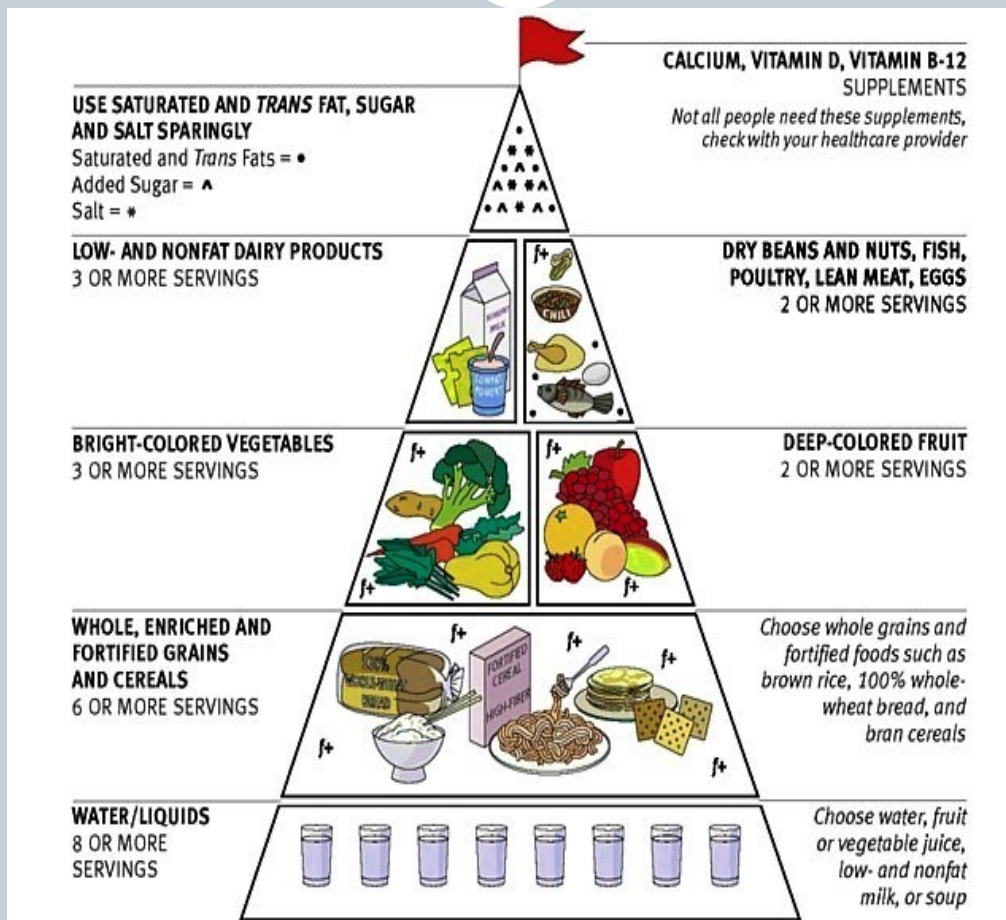 CALCIUM, VITAMIN D, VITAMIN B-12
SUPPLEMENTS
Not all people need these supplements,
check with your healthcare provider
USE SATURATED AND TRANS FAT, SUGAR
AND SALT SPARINGLY
Saturated and Trans Fats = •
Added Sugar = ^
Salt = *
LOW- AND NONFAT DAIRY PRODUCTS
3 OR MORE SERVINGS
MILK
LOWFAT
YOGURT
f+
CHILI
DRY BEANS AND NUTS, FISH,
POULTRY, LEAN MEAT, EGGS
2 OR MORE SERVINGS
BRIGHT-COLORED VEGETABLES
3 OR MORE SERVINGS
f+
f+
f+
f+
DEEP-COLORED FRUIT
2 OR MORE SERVINGS
WHOLE, ENRICHED AND
FORTIFIED GRAINS
AND CEREALS
6 OR MORE SERVINGS
100%
WHOLE-WHEAT
BREAD
f+
FORTIFIED
CEREAL
HIGH-FIBER
f+
f+
f+
f+
Choose whole grains and
fortified foods such as
brown rice, 100% whole-
wheat bread, and
bran cereals
WATER/LIQUIDS
8 OR MORE
SERVINGS
Choose water, fruit
or vegetable juice,
low- and nonfat
milk, or soup